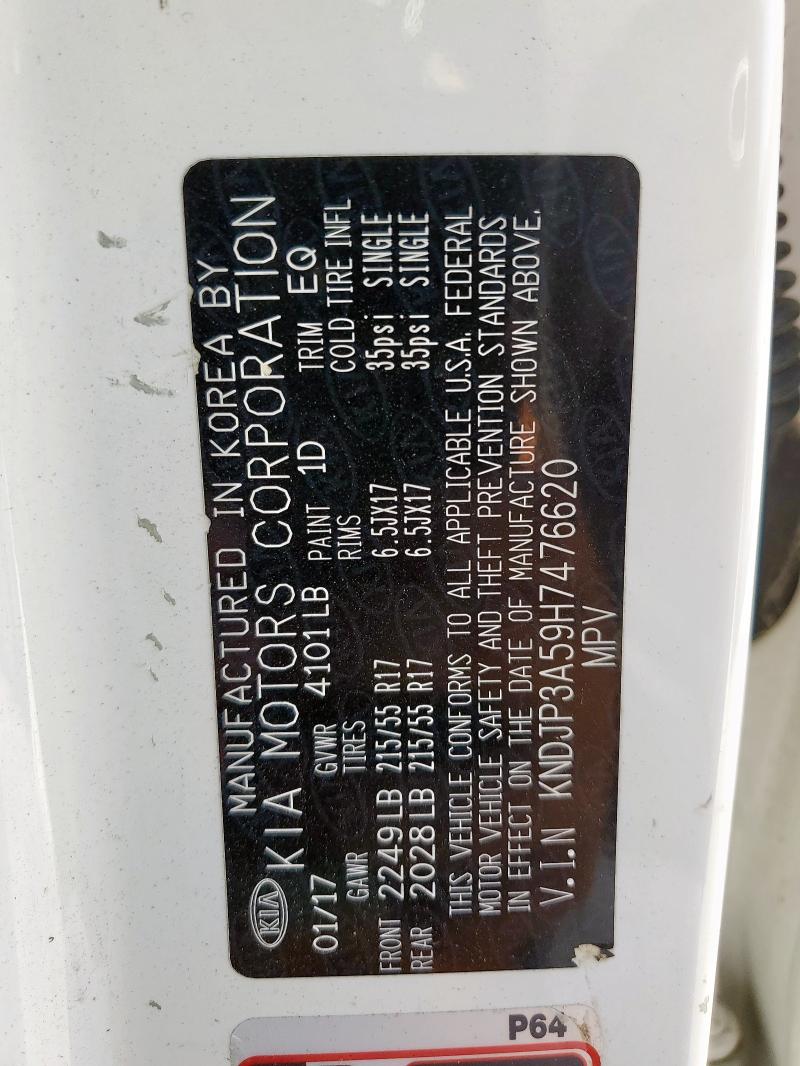 MANUFACTURED IN KOREA BY
KIA KIA MOTORS CORPORATION
01/17 GVWR 4101LB PAINT 1D TRIM EQ
GAWR TIRES RIMS COLD TIRE INFL
FRONT 2249LB 215/55 R17 6.5JX17 35psi SINGLE
REAR 2028LB 215/55 R17 6.5JX17 35psi SINGLE
THIS VEHICLE CONFORMS TO ALL APPLICABLE U.S.A. FEDERAL
MOTOR VEHICLE SAFETY AND THEFT PREVENTION STANDARDS
IN EFFECT ON THE DATE OF MANUFACTURE SHOWN ABOVE.
V.I.N KNDJP3A59H7476620
MPV
P64